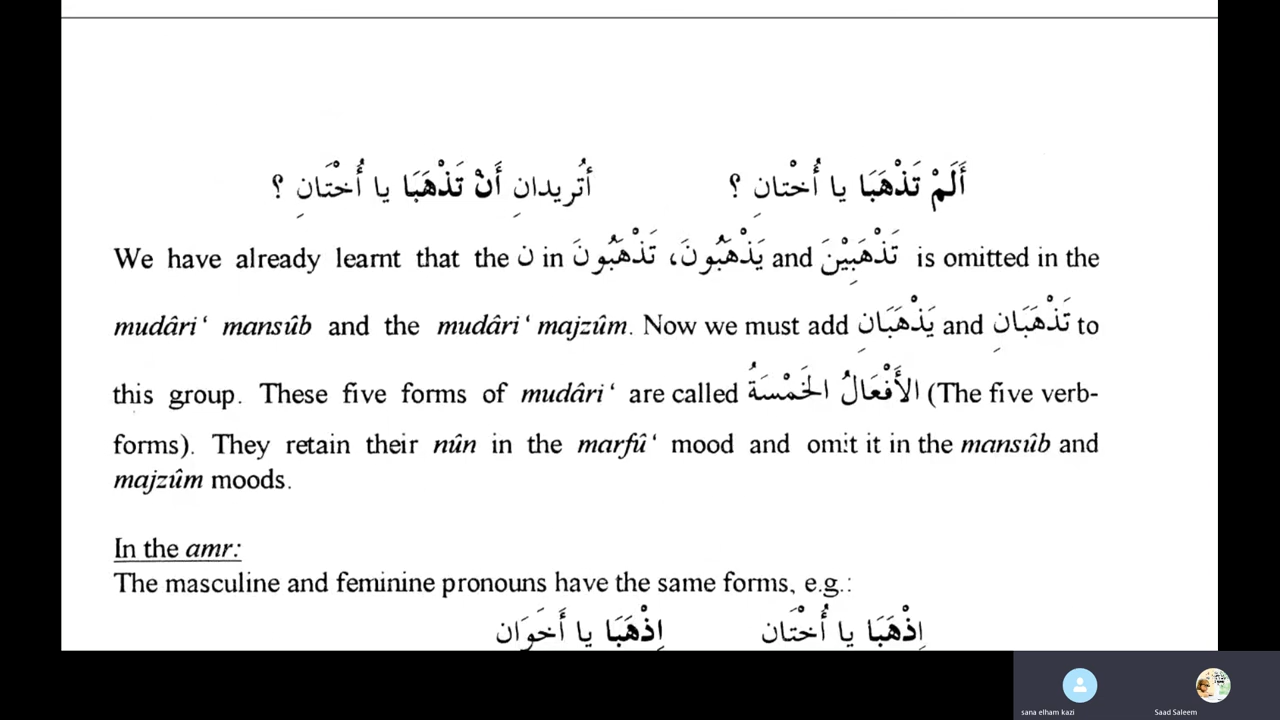 أَلَمْ تَذْهَبَا يا أُخْتانِ ؟ أتُريدانِ أَنْ تَذْهَبَا يا أُخْتَانِ ؟
We have already learnt that the ن in تَذْهَبُونَ ،يَذْهَبُونَ and تَذْهَبِيْنَ is omitted in the
mudâri‘ mansûb and the mudâri‘ majzûm. Now we must add يَذْهَبَانِ and تَذْهَبَانِ to
this group. These five forms of mudâri‘ are called الأَفْعَالُ الخَمْسَةُ (The five verb-
forms). They retain their nûn in the marfû‘ mood and omit it in the mansûb and
majzûm moods.
In the amr:
The masculine and feminine pronouns have the same forms, e.g.:
اِذْهَبَا يا أُخْتَان اِذْهَبَا يا أَخَوَان
sana elham kazi
Saad Saleem